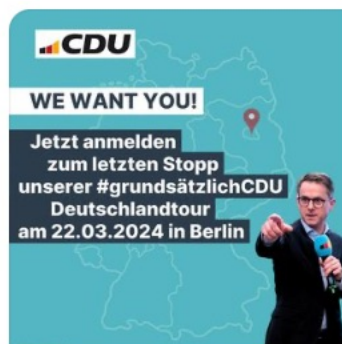 CDU
WE WANT YOU!
Jetzt anmelden
zum letzten Stopp
unserer #grundsätzlichCDU
Deutschlandtour
am 22.03.2024 in Berlin